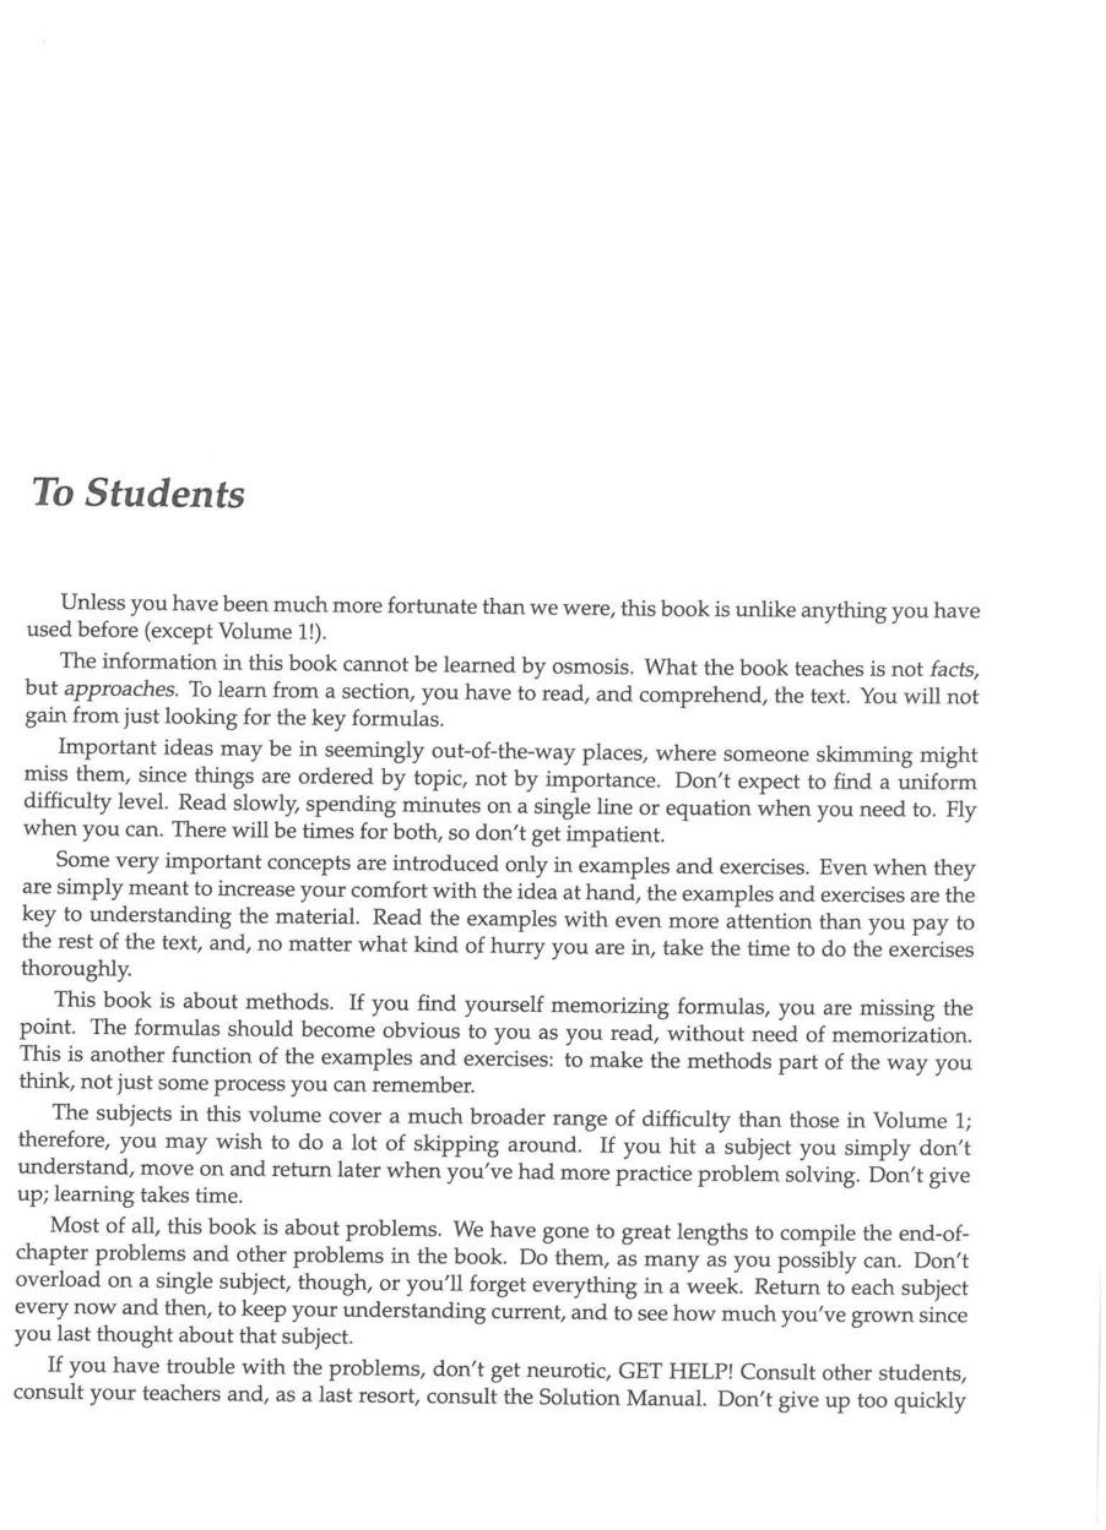 To Students
Unless you have been much more fortunate than we were, this book is unlike anything you have
used before (except Volume 1!).
The information in this book cannot be learned by osmosis. What the book teaches is not facts,
but approaches. To learn from a section, you have to read, and comprehend, the text. You will not
gain from just looking for the key formulas.
Important ideas may be in seemingly out-of-the-way places, where someone skimming might
miss them, since things are ordered by topic, not by importance. Don't expect to find a uniform
difficulty level. Read slowly, spending minutes on a single line or equation when you need to. Fly
when you can. There will be times for both, so don't get impatient.
Some very important concepts are introduced only in examples and exercises. Even when they
are simply meant to increase your comfort with the idea at hand, the examples and exercises are the
key to understanding the material. Read the examples with even more attention than you pay to
the rest of the text, and, no matter what kind of hurry you are in, take the time to do the exercises
thoroughly.
This book is about methods. If you find yourself memorizing formulas, you are missing the
point. The formulas should become obvious to you as you read, without need of memorization.
This is another function of the examples and exercises: to make the methods part of the way you
think, not just some process you can remember.
The subjects in this volume cover a much broader range of difficulty than those in Volume 1;
therefore, you may wish to do a lot of skipping around. If you hit a subject you simply don't
understand, move on and return later when you've had more practice problem solving. Don't give
up; learning takes time.
Most of all, this book is about problems. We have gone to great lengths to compile the end-of-
chapter problems and other problems in the book. Do them, as many as you possibly can. Don't
overload on a single subject, though, or you'll forget everything in a week. Return to each subject
every now and then, to keep your understanding current, and to see how much you've grown since
you last thought about that subject.
If you have trouble with the problems, don't get neurotic, GET HELP! Consult other students,
consult your teachers and, as a last resort, consult the Solution Manual. Don't give up too quickly